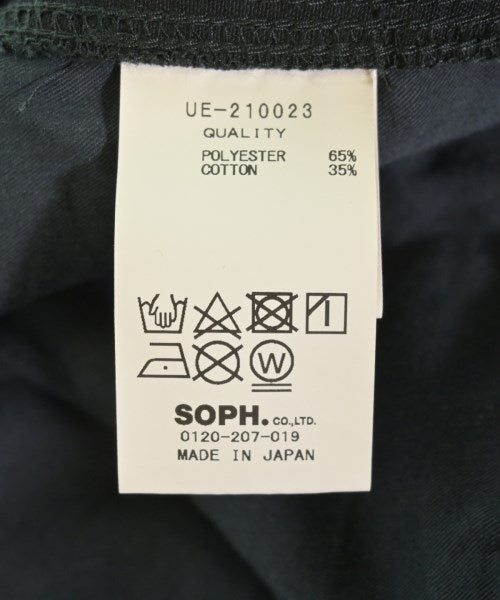 UE-210023
QUALITY
POLYESTER 65%
COTTON 35%
W
SOPH. CO.,LTD.
0120-207-019
MADE IN JAPAN